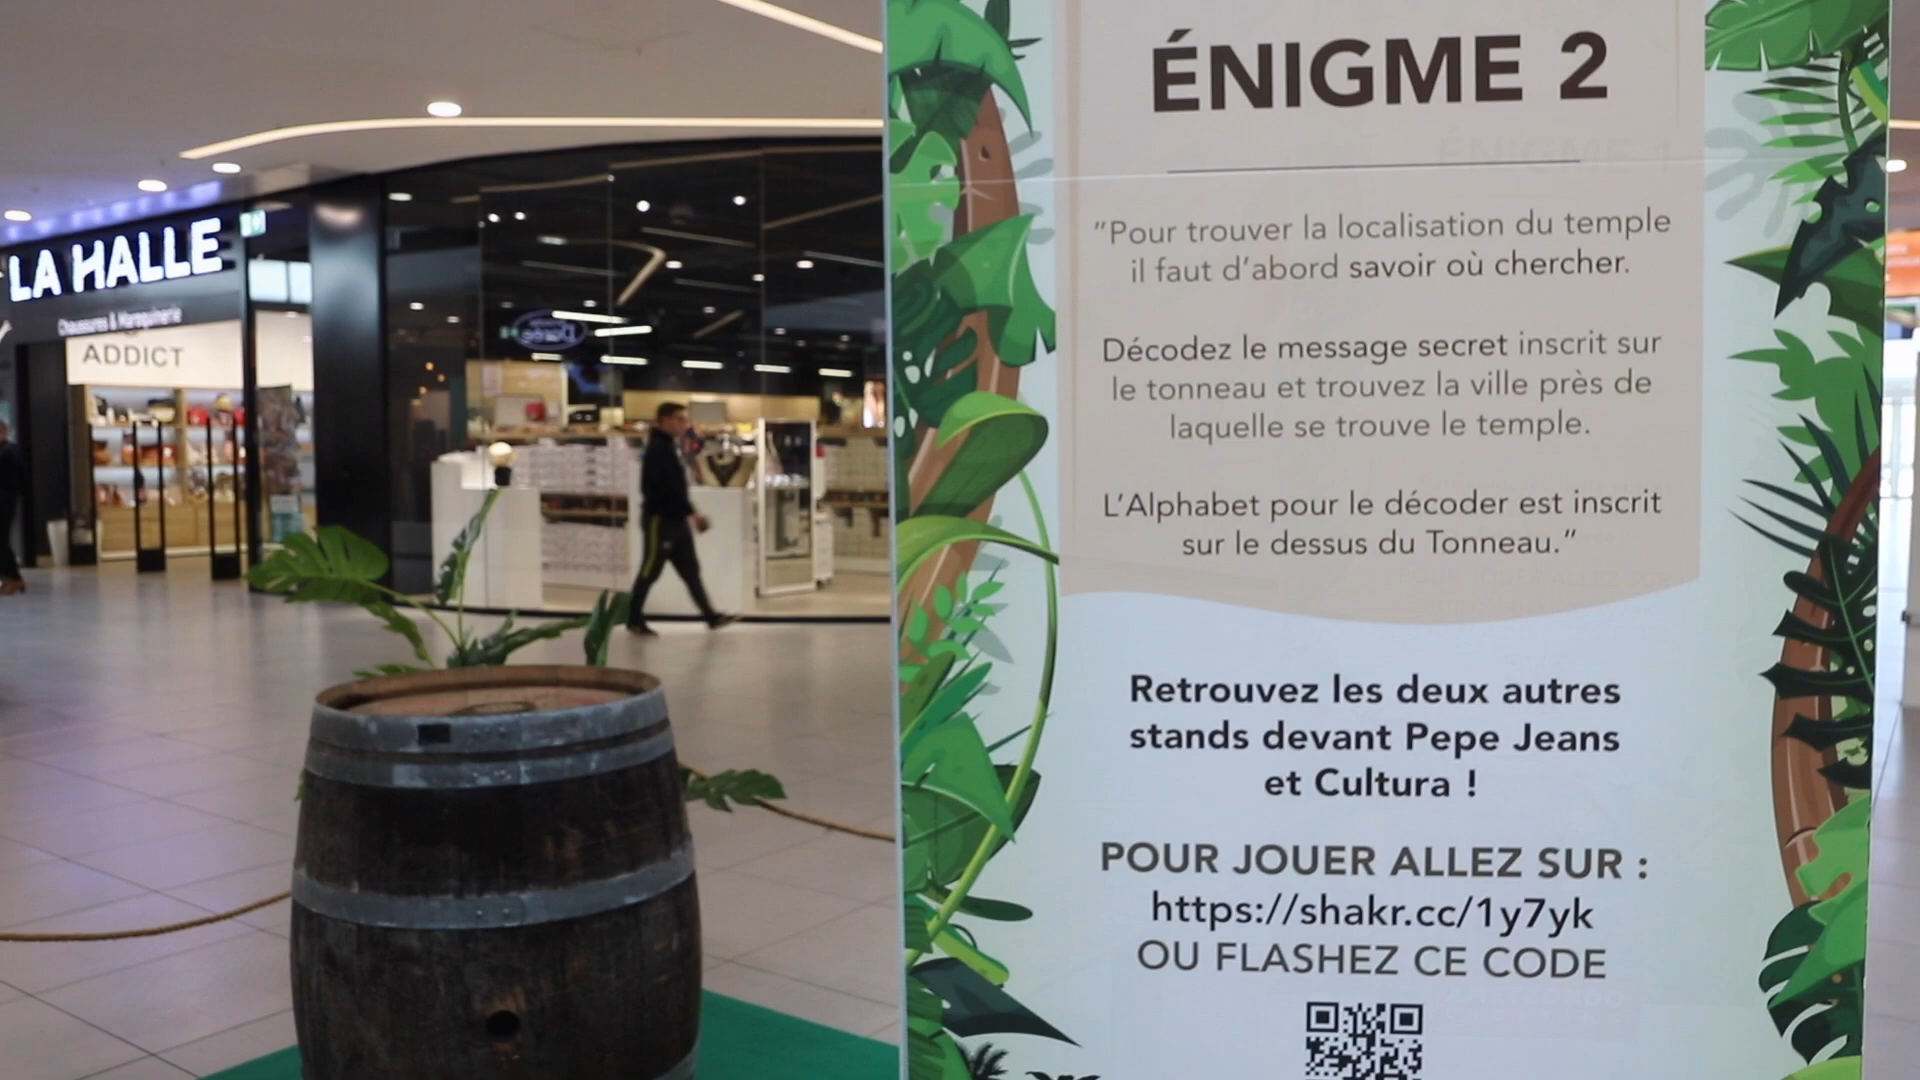 LA HALLE
Chaussures & Maroquinerie
ADDICT
ÉNIGME 2
"Pour trouver la localisation du temple
il faut d'abord savoir où chercher.
Décodez le message secret inscrit sur
le tonneau et trouvez la ville près de
laquelle se trouve le temple.
L'Alphabet pour le décoder est inscrit
sur le dessus du Tonneau."
Retrouvez les deux autres
stands devant Pepe Jeans
et Cultura !
POUR JOUER ALLEZ SUR :
https://shakr.cc/1y7yk
OU FLASHEZ CE CODE